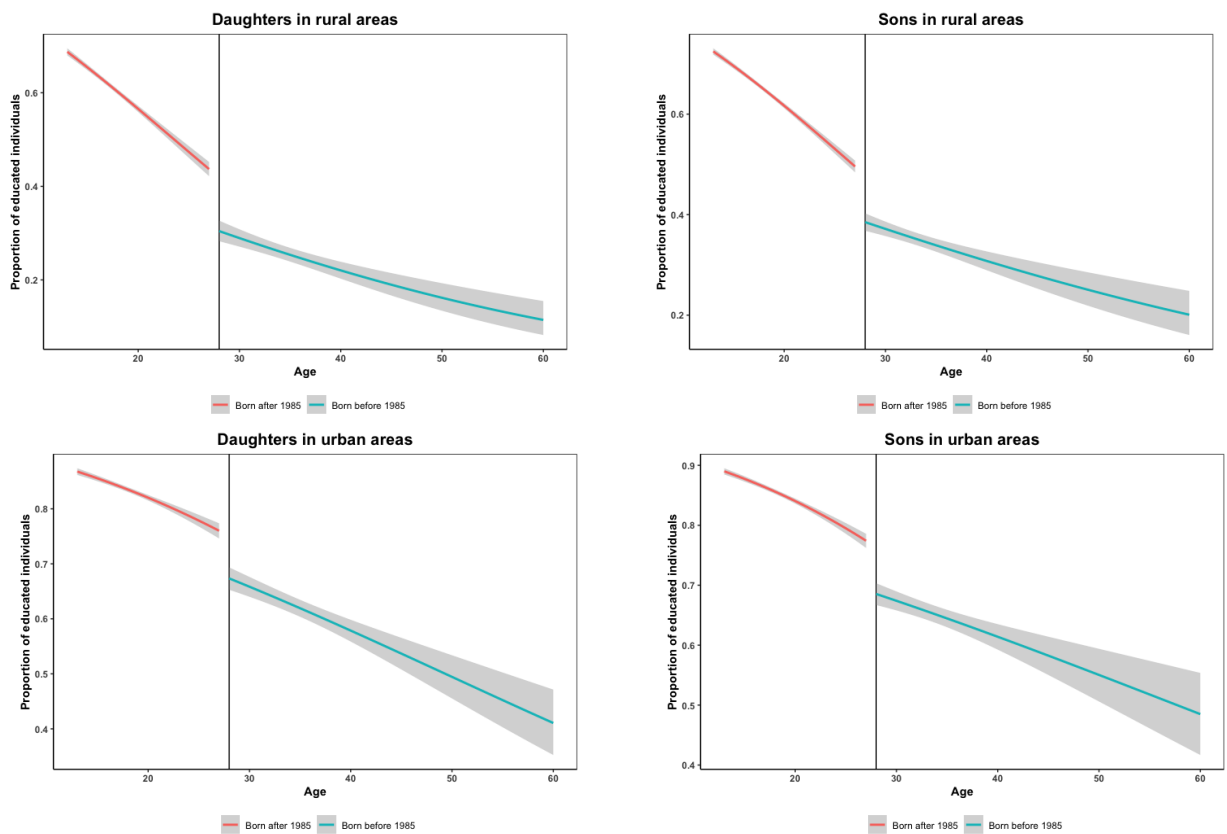 Daughters in rural areas
Proportion of educated individuals
0.6
0.4
0.2
20
30
40
50
60
Age
Born after 1985
Born before 1985
Sons in rural areas
Proportion of educated individuals
0.6
0.4
0.2
20
30
40
50
60
Age
Born after 1985
Born before 1985
Daughters in urban areas
Proportion of educated individuals
0.8
0.7
0.6
0.5
0.4
20
30
40
50
60
Age
Born after 1985
Born before 1985
Sons in urban areas
Proportion of educated individuals
0.9
0.8
0.7
0.6
0.5
0.4
20
30
40
50
60
Age
Born after 1985
Born before 1985